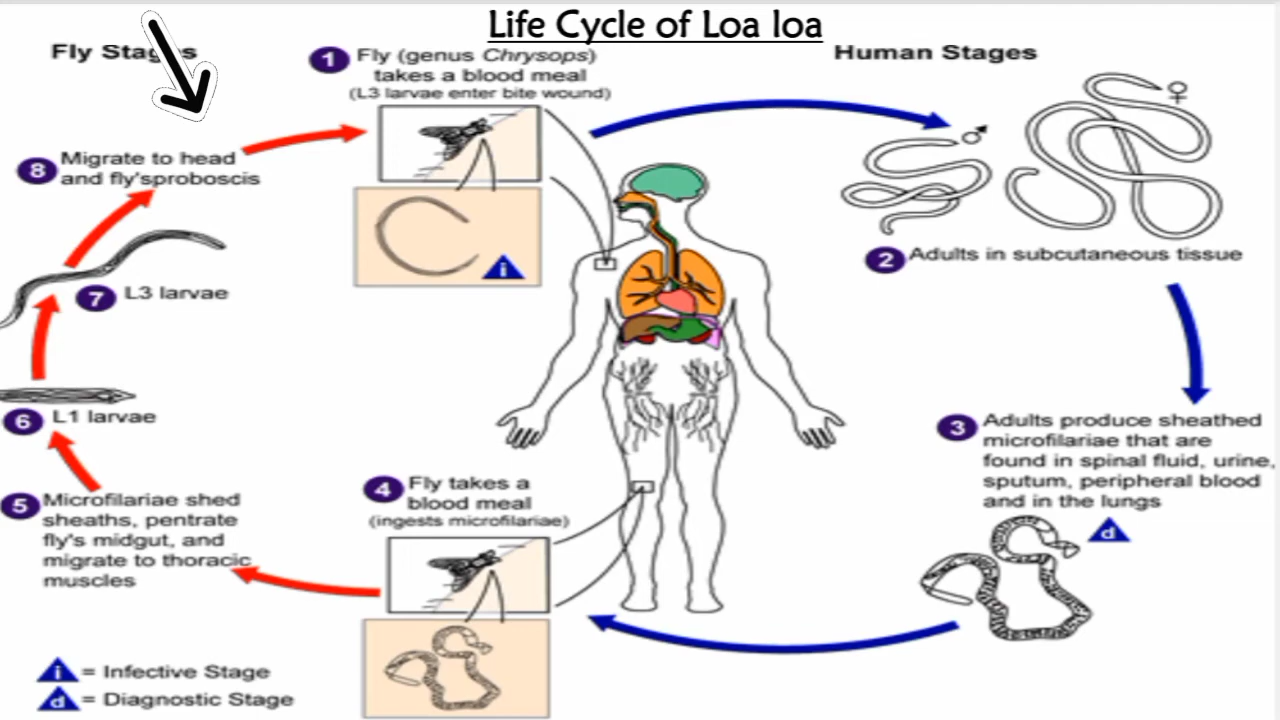 Life Cycle of Loa loa
Fly Stages
Human Stages
1 Fly (genus Chrysops)
takes a blood meal
(L3 larvae enter bite wound)
8 Migrate to head
and fly'sproboscis
i
♂
♀
2 Adults in subcutaneous tissue
7 L3 larvae
6 L1 larvae
3 Adults produce sheathed
microfilariae that are
found in spinal fluid, urine,
sputum, peripheral blood
and in the lungs
d
4 Fly takes a
blood meal
(ingests microfilariae)
5 Microfilariae shed
sheaths, pentrate
fly's midgut, and
migrate to thoracic
muscles
i = Infective Stage
d = Diagnostic Stage